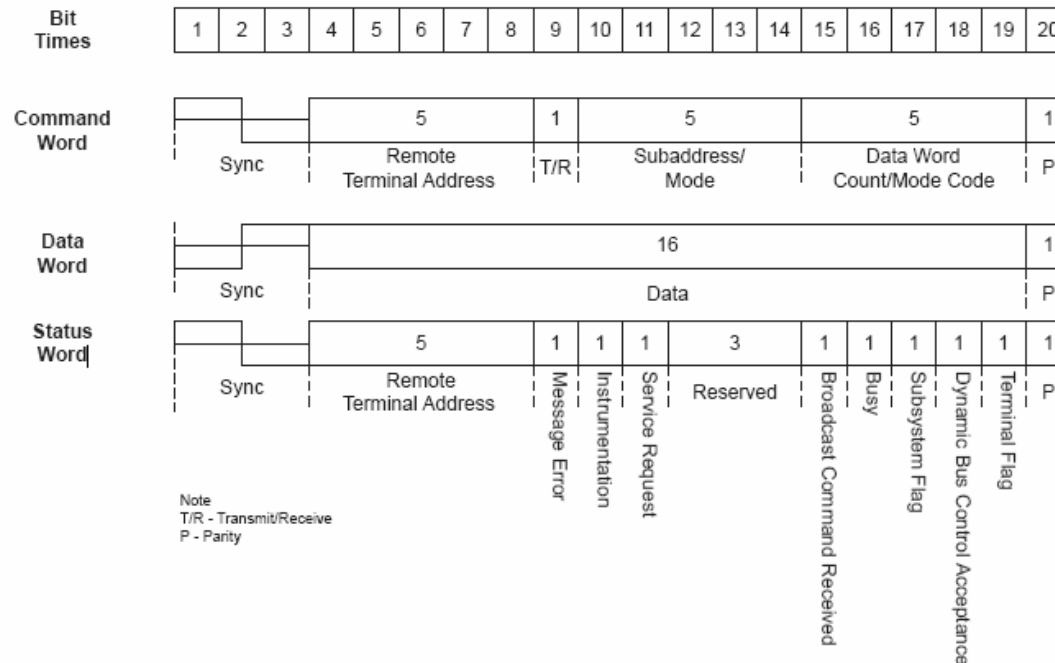 Bit
Times
1 2 3 4 5 6 7 8 9 10 11 12 13 14 15 16 17 18 19 20
Command
Word
5 1 5 5 1
Sync
Remote
Terminal Address
T/R
Subaddress/
Mode
Data Word
Count/Mode Code
P
Data
Word
16 1
Sync
Data
P
Status
Word
5 1 1 1 3 1 1 1 1 1 1
Sync
Remote
Terminal Address
Message Error
Instrumentation
Service Request
Reserved
Broadcast Command Received
Busy
Subsystem Flag
Dynamic Bus Control Acceptance
Terminal Flag
P
Note
T/R - Transmit/Receive
P - Parity